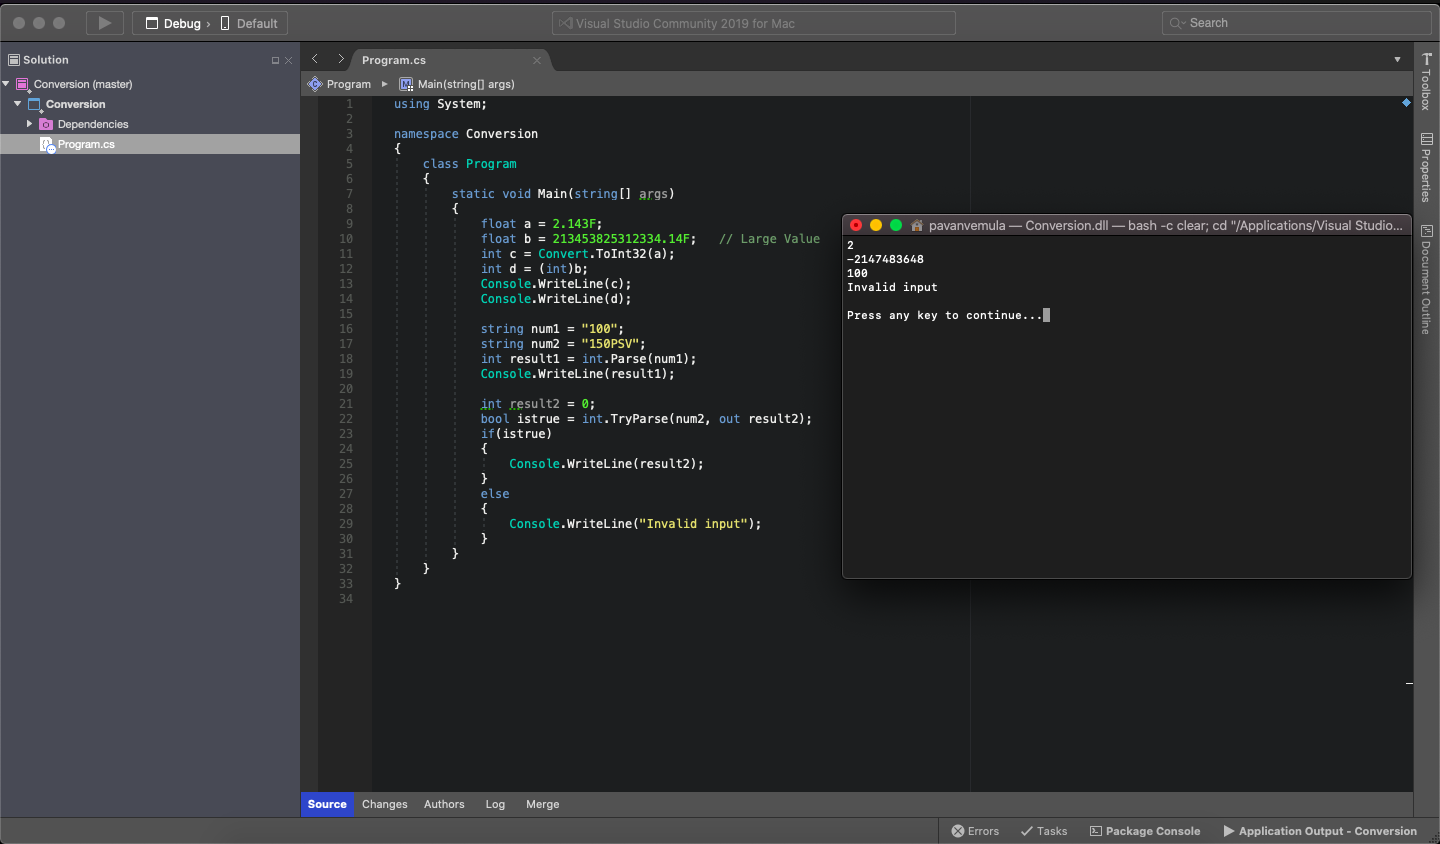 Debug › Default
Visual Studio Community 2019 for Mac
Search
Solution
Conversion (master)
Conversion
Dependencies
Program.cs
Program.cs
Program ▸ Main(string[] args)
1 using System;
2
3 namespace Conversion
4 {
5 class Program
6 {
7 static void Main(string[] args)
8 {
9 float a = 2.143F;
10 float b = 213453825312334.14F; // Large Value
11 int c = Convert.ToInt32(a);
12 int d = (int)b;
13 Console.WriteLine(c);
14 Console.WriteLine(d);
15
16 string num1 = "100";
17 string num2 = "150PSV";
18 int result1 = int.Parse(num1);
19 Console.WriteLine(result1);
20
21 int result2 = 0;
22 bool istrue = int.TryParse(num2, out result2);
23 if(istrue)
24 {
25 Console.WriteLine(result2);
26 }
27 else
28 {
29 Console.WriteLine("Invalid input");
30 }
31 }
32 }
33 }
34
pavanvemula — Conversion.dll — bash -c clear; cd "/Applications/Visual Studio...
2
-2147483648
100
Invalid input
Press any key to continue...
Toolbox
Properties
Document Outline
Source Changes Authors Log Merge
Errors Tasks Package Console Application Output - Conversion